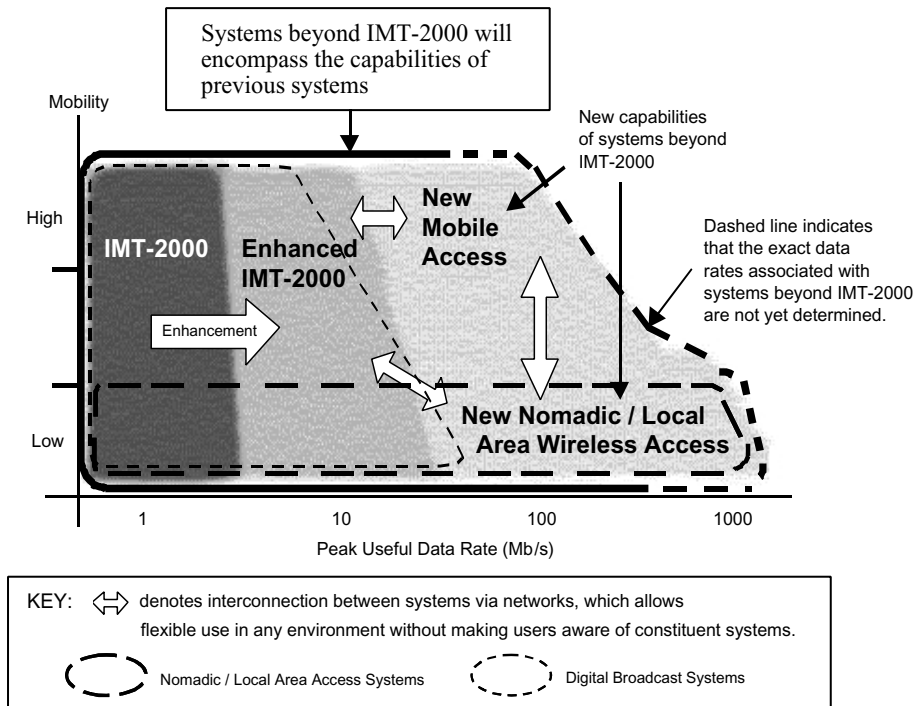 Systems beyond IMT-2000 will
encompass the capabilities of
previous systems
Mobility
New capabilities
of systems beyond
IMT-2000
High
New
Mobile
Access
IMT-2000
Enhanced
IMT-2000
Dashed line indicates
that the exact data
rates associated with
systems beyond IMT-2000
are not yet determined.
Enhancement
Low
New Nomadic / Local
Area Wireless Access
1 10 100 1000
Peak Useful Data Rate (Mb/s)
KEY: denotes interconnection between systems via networks, which allows
flexible use in any environment without making users aware of constituent systems.
Nomadic / Local Area Access Systems Digital Broadcast Systems